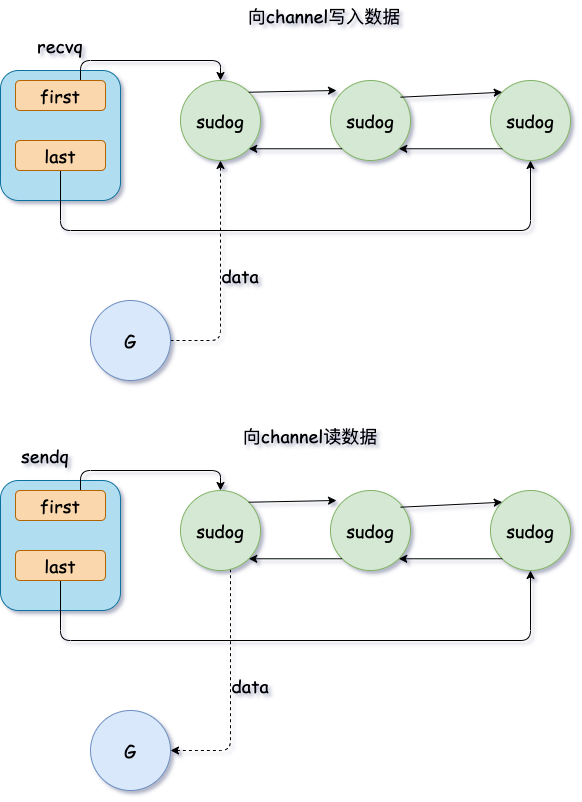 向channel写入数据
recvq
first
last
sudog
sudog
sudog
data
G
向channel读数据
sendq
first
last
sudog
sudog
sudog
data
G